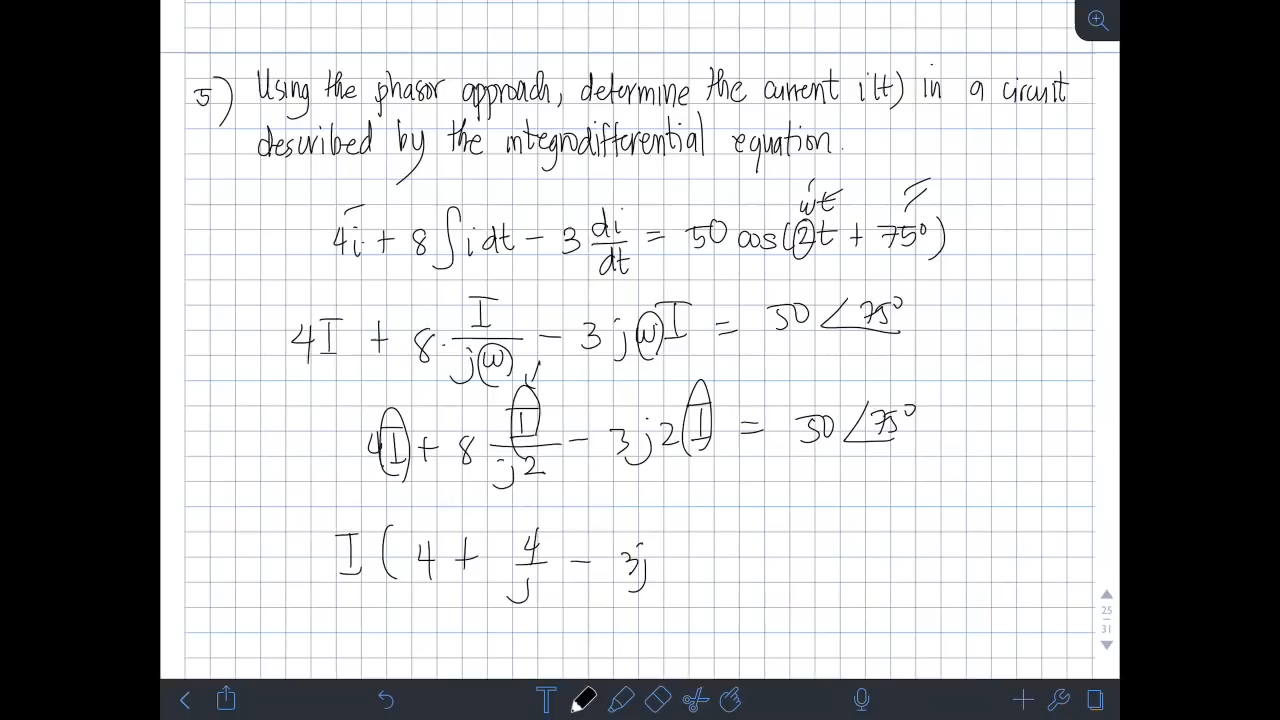 5) Using the phasor approach, determine the current i(t) in a circuit
described by the integrodifferential equation.
ωt
4i + 8∫i dt − 3 di/dt = 50 cos(2t + 75°)
4I + 8· I/jω − 3jωI = 50∠75°
4I + 8 I/j2 − 3j2I = 50∠75°
I(4 + 4/j − 3j
25
31
T